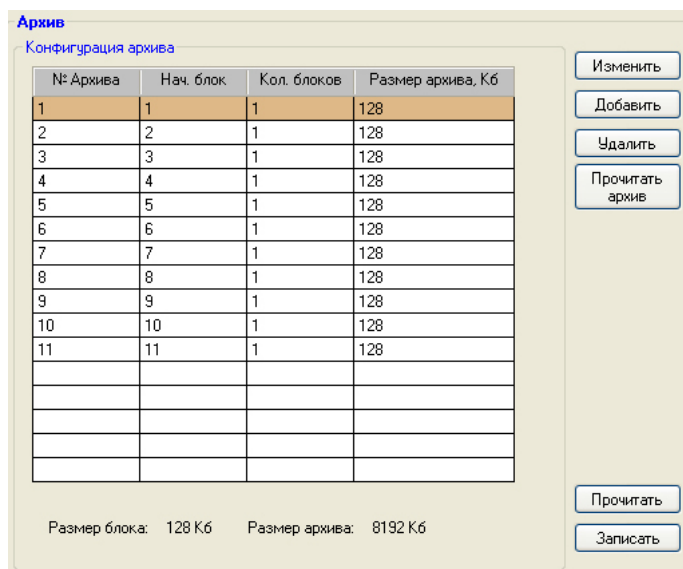 Архив
Конфигурация архива
№ Архива Нач. блок Кол. блоков Размер архива, Кб
1 1 1 128
2 2 1 128
3 3 1 128
4 4 1 128
5 5 1 128
6 6 1 128
7 7 1 128
8 8 1 128
9 9 1 128
10 10 1 128
11 11 1 128
Размер блока: 128 Кб Размер архива: 8192 Кб
Изменить
Добавить
Удалить
Прочитать
архив
Прочитать
Записать